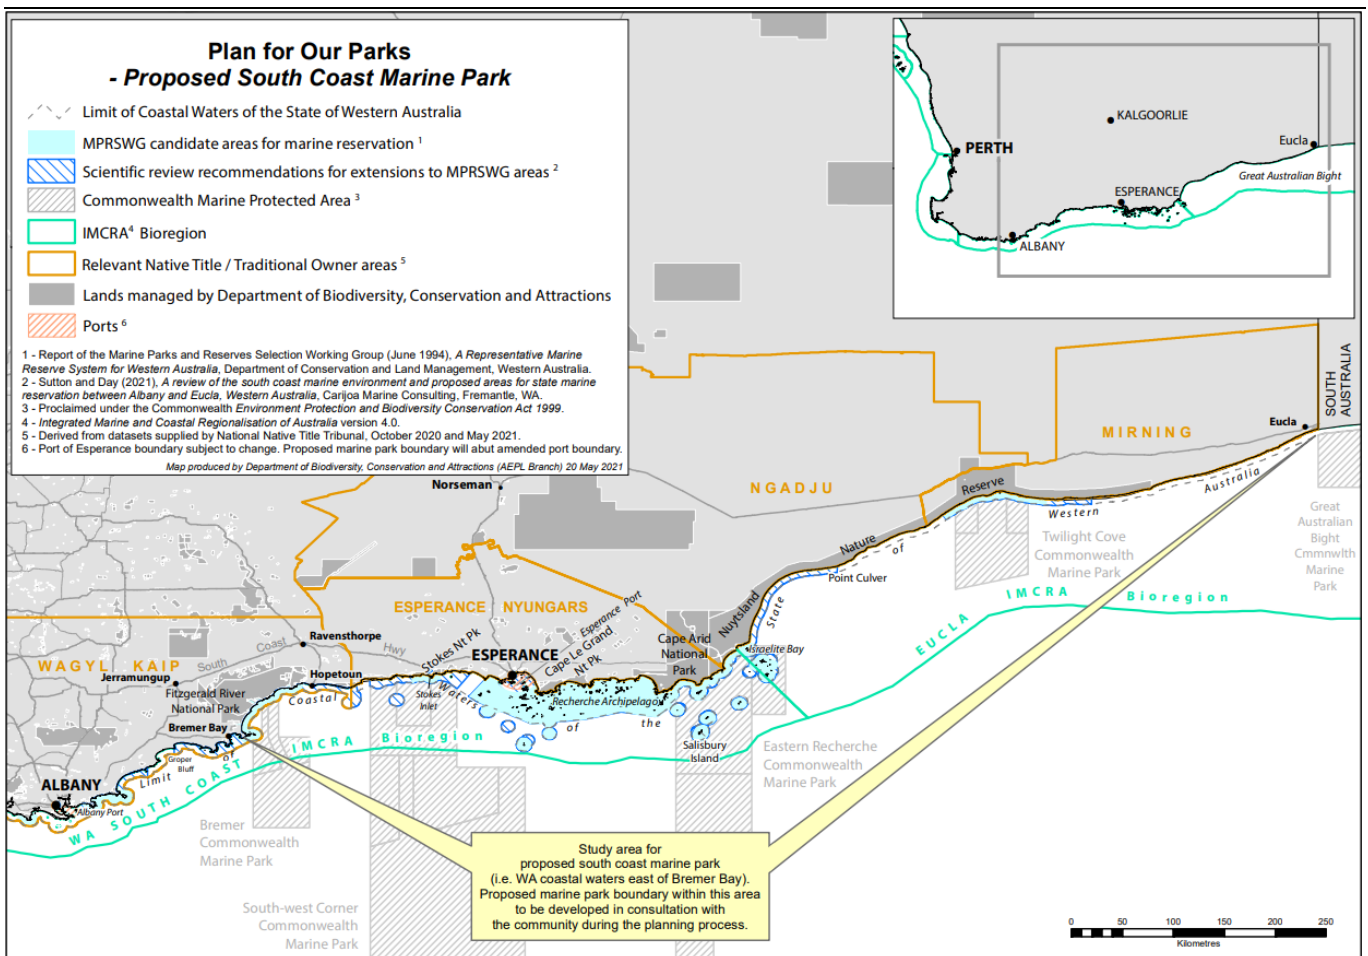 Plan for Our Parks
- Proposed South Coast Marine Park
Limit of Coastal Waters of the State of Western Australia
MPRSWG candidate areas for marine reservation 1
Scientific review recommendations for extensions to MPRSWG areas 2
Commonwealth Marine Protected Area 3
IMCRA4 Bioregion
Relevant Native Title / Traditional Owner areas 5
Lands managed by Department of Biodiversity, Conservation and Attractions
Ports 6
1 - Report of the Marine Parks and Reserves Selection Working Group (June 1994), A Representative Marine
Reserve System for Western Australia, Department of Conservation and Land Management, Western Australia.
2 - Sutton and Day (2021), A review of the south coast marine environment and proposed areas for state marine
reservation between Albany and Eucla, Western Australia, Carijoa Marine Consulting, Fremantle, WA.
3 - Proclaimed under the Commonwealth Environment Protection and Biodiversity Conservation Act 1999.
4 - Integrated Marine and Coastal Regionalisation of Australia version 4.0.
5 - Derived from datasets supplied by National Native Title Tribunal, October 2020 and May 2021.
6 - Port of Esperance boundary subject to change. Proposed marine park boundary will abut amended port boundary.
Map produced by Department of Biodiversity, Conservation and Attractions (AEPL Branch) 20 May 2021
KALGOORLIE
PERTH
Eucla
Great Australian Bight
ESPERANCE
ALBANY
SOUTH
AUSTRALIA
Eucla
MIRNING
NGADJU
Norseman
Reserve
Australia
Western
Great
Australian
Bight
Cmmnwlth
Marine
Park
Twilight Cove
Commonwealth
Marine Park
Nature
of
Point Culver
EUCLA IMCRA Bioregion
ESPERANCE NYUNGARS
Esperance Port
Nuytsland
State
Ravensthorpe
Hwy
Coast
South
Stokes Nt Pk
ESPERANCE
Cape Le Grand
Nt Pk
Cape Arid
National
Park
Israelite Bay
WAGYL KAIP
Jerramungup
Hopetoun
Fitzgerald River
National Park
Coastal
Stokes
Inlet
Waters
Recherche Archipelago
of the
Bremer Bay
of
IMCRA Bioregion
Salisbury
Island
Eastern Recherche
Commonwealth
Marine Park
Groper
Bluff
Limit
ALBANY
Albany Port
WA SOUTH COAST
Bremer
Commonwealth
Marine Park
Study area for
proposed south coast marine park
(i.e. WA coastal waters east of Bremer Bay).
Proposed marine park boundary within this area
to be developed in consultation with
the community during the planning process.
South-west Corner
Commonwealth
Marine Park
0 50 100 150 200 250
Kilometres